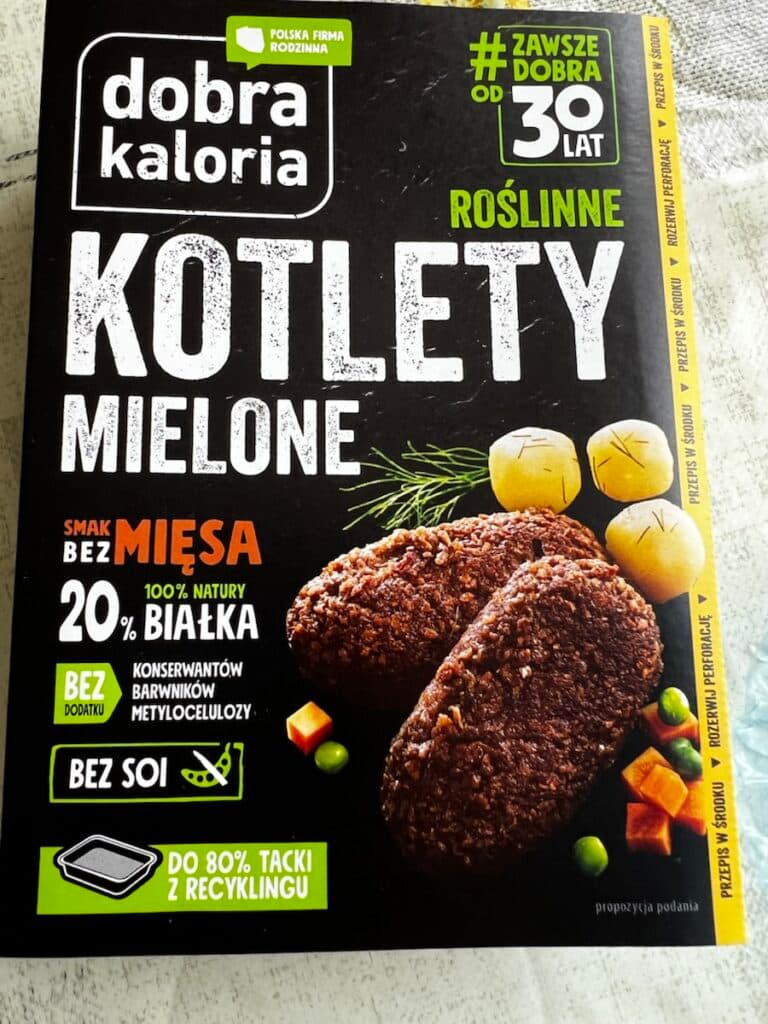 POLSKA FIRMA
RODZINNA
dobra
kaloria
# ZAWSZE
DOBRA
OD 30
LAT
ROŚLINNE
KOTLETY
MIELONE
SMAK
BEZ MIĘSA
100% NATURY
20% BIAŁKA
BEZ
DODATKU
KONSERWANTÓW
BARWNIKÓW
METYLOCELULOZY
BEZ SOI
DO 80% TACKI
Z RECYKLINGU
propozycja podania
PRZEPIS W ŚRODKU ▼ ROZERWIJ PERFORACJĘ ▼ PRZEPIS W ŚRODKU ▼ PRZEPIS W ŚRODKU
PRZEPIS W ŚRODKU ▼ ROZERWIJ PERFORACJĘ ▼